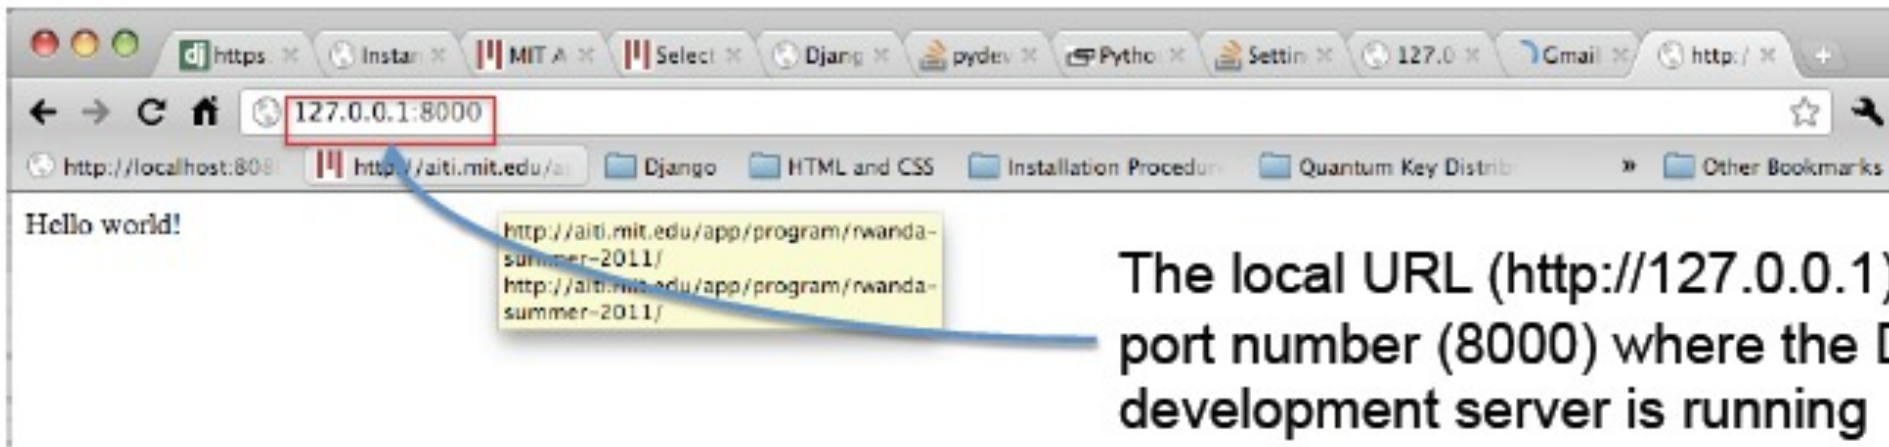 https Instan MIT A Select Djang pydev Pytho Settin 127.0 Gmail http:/
127.0.0.1:8000
http://localhost:808 http://aiti.mit.edu/a Django HTML and CSS Installation Procedur Quantum Key Distrib » Other Bookmarks
Hello world!
http://aiti.mit.edu/app/program/rwanda-
summer-2011/
http://aiti.mit.edu/app/program/rwanda-
summer-2011/
The local URL (http://127.0.0.1)
port number (8000) where the
development server is running